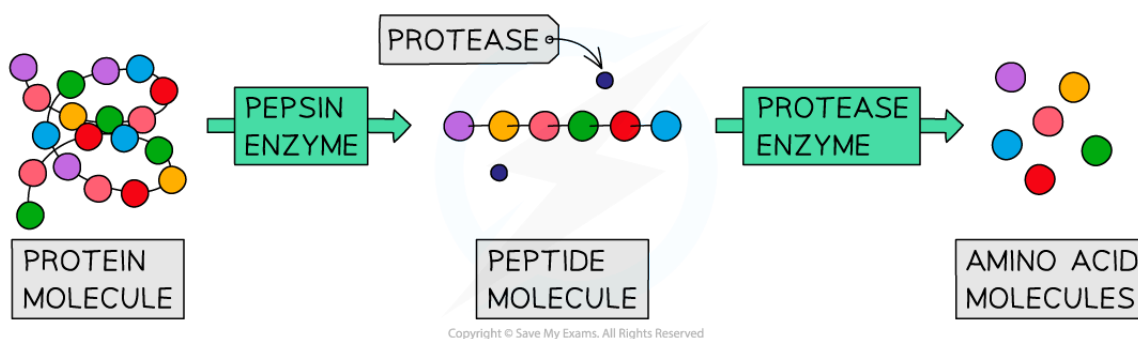 PROTEASE
PEPSIN
ENZYME
PROTEASE
ENZYME
PROTEIN
MOLECULE
PEPTIDE
MOLECULE
AMINO ACID
MOLECULES
Copyright © Save My Exams. All Rights Reserved